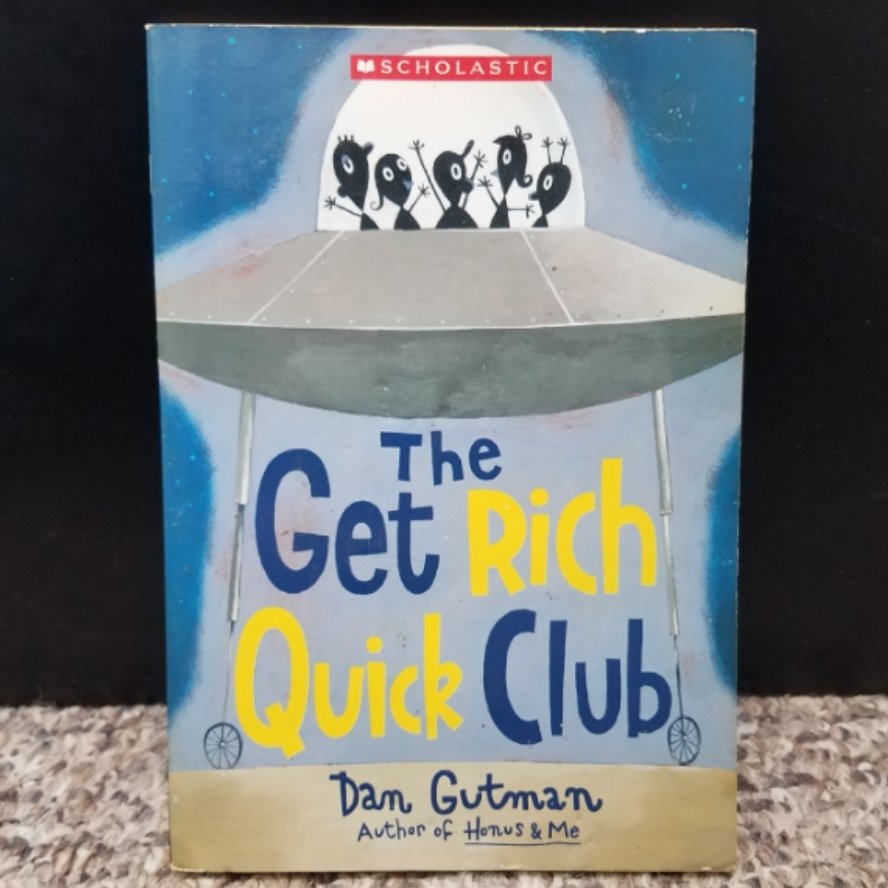 SCHOLASTIC
The
Get Rich
Quick Club
Dan Gutman
Author of Honus & Me